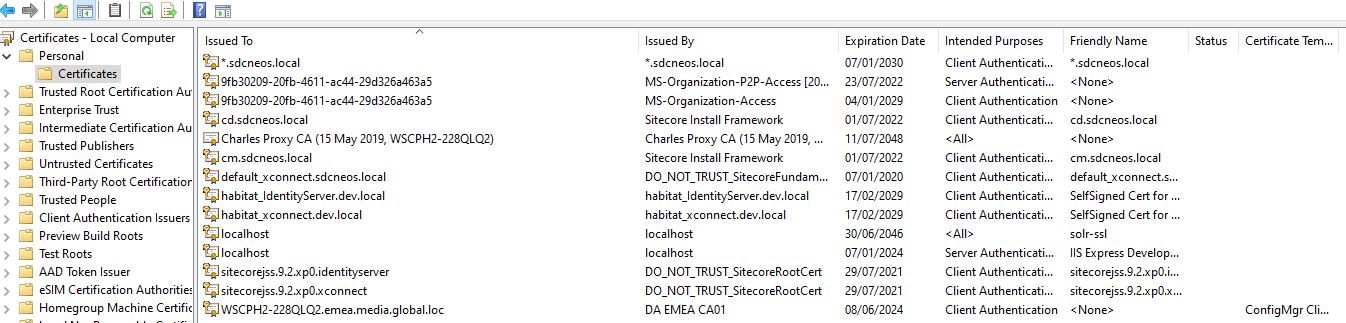 Certificates - Local Computer
Personal
Certificates
Trusted Root Certification Au
Enterprise Trust
Intermediate Certification Au
Trusted Publishers
Untrusted Certificates
Third-Party Root Certification
Trusted People
Client Authentication Issuers
Preview Build Roots
Test Roots
AAD Token Issuer
eSIM Certification Authorities
Homegroup Machine Certific
Issued To Issued By Expiration Date Intended Purposes Friendly Name Status Certificate Tem...
*.sdcneos.local *.sdcneos.local 07/01/2030 Client Authenticati... *.sdcneos.local
9fb30209-20fb-4611-ac44-29d326a463a5 MS-Organization-P2P-Access [20... 23/07/2022 Server Authenticati... <None>
9fb30209-20fb-4611-ac44-29d326a463a5 MS-Organization-Access 04/01/2029 Client Authentication <None>
cd.sdcneos.local Sitecore Install Framework 01/07/2022 Client Authenticati... cd.sdcneos.local
Charles Proxy CA (15 May 2019, WSCPH2-228QLQ2) Charles Proxy CA (15 May 2019, ... 11/07/2048 <All> <None>
cm.sdcneos.local Sitecore Install Framework 01/07/2022 Client Authenticati... cm.sdcneos.local
default_xconnect.sdcneos.local DO_NOT_TRUST_SitecoreFundam... 07/01/2020 Client Authenticati... default_xconnect.s...
habitat_IdentityServer.dev.local habitat_IdentityServer.dev.local 17/02/2029 Client Authenticati... SelfSigned Cert for ...
habitat_xconnect.dev.local habitat_xconnect.dev.local 17/02/2029 Client Authenticati... SelfSigned Cert for ...
localhost localhost 30/06/2046 <All> solr-ssl
localhost localhost 07/01/2024 Server Authenticati... IIS Express Develop...
sitecorejss.9.2.xp0.identityserver DO_NOT_TRUST_SitecoreRootCert 29/07/2021 Client Authenticati... sitecorejss.9.2.xp0.i...
sitecorejss.9.2.xp0.xconnect DO_NOT_TRUST_SitecoreRootCert 29/07/2021 Client Authenticati... sitecorejss.9.2.xp0.x...
WSCPH2-228QLQ2.emea.media.global.loc DA EMEA CA01 08/06/2024 Client Authenticati... <None> ConfigMgr Cli...